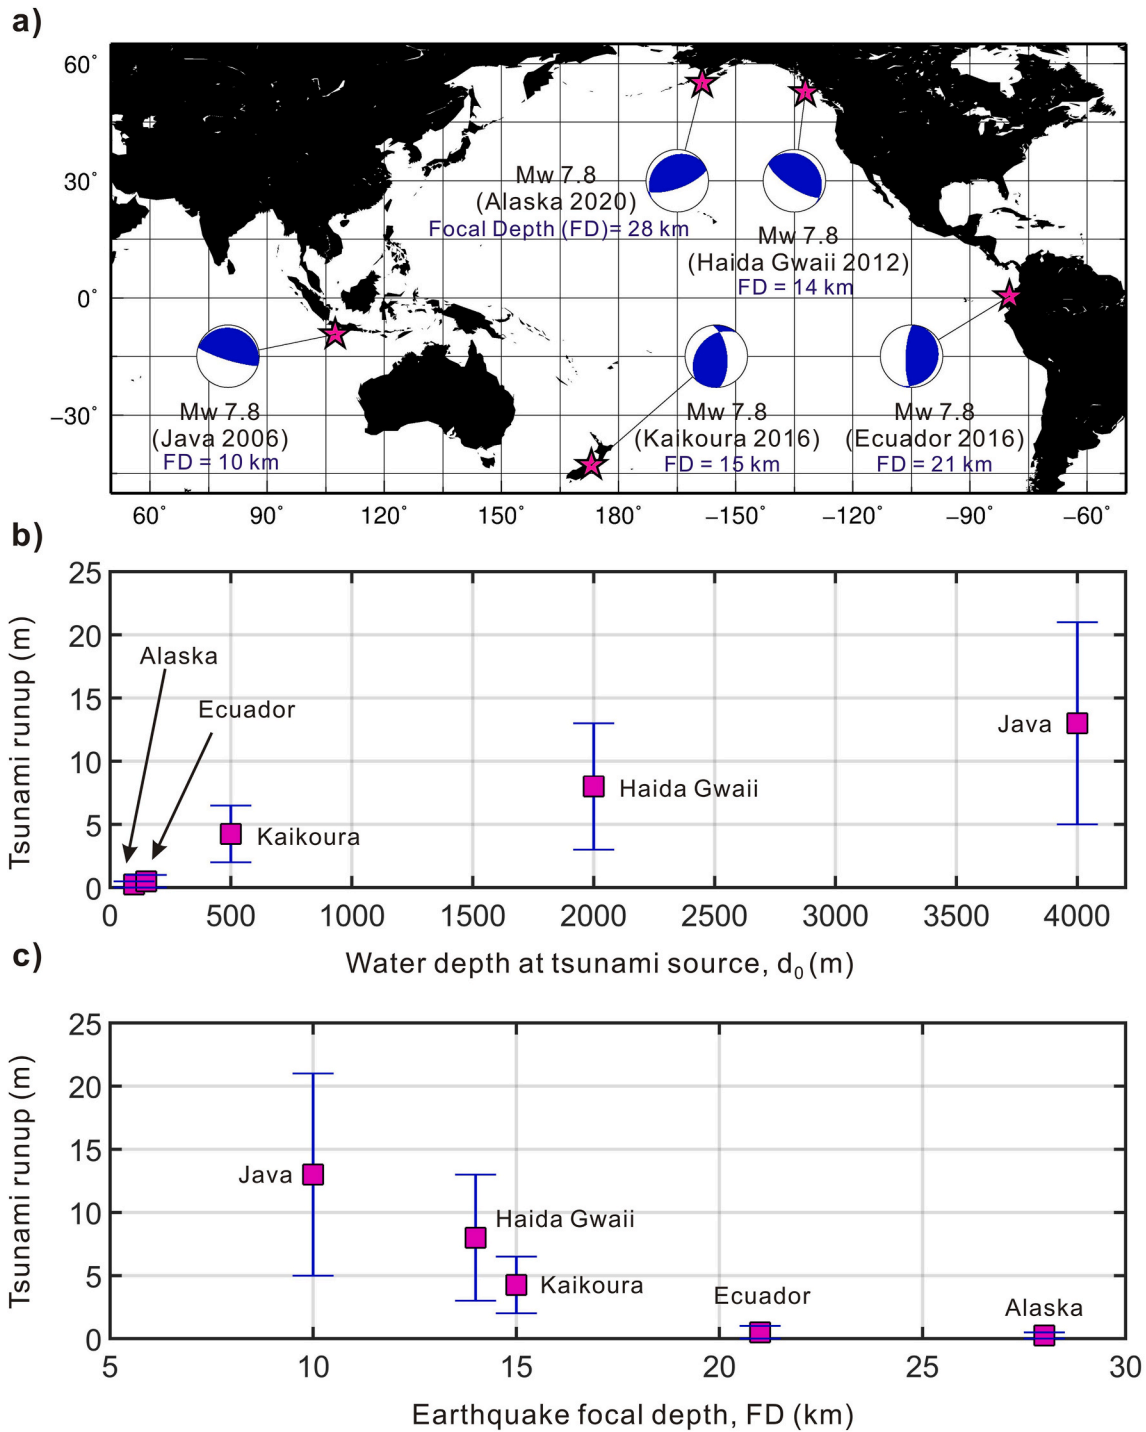 a)
60°
30°
0°
−30°
Mw 7.8
(Alaska 2020)
Focal Depth (FD)= 28 km
Mw 7.8
(Haida Gwaii 2012)
FD = 14 km
Mw 7.8
(Java 2006)
FD = 10 km
Mw 7.8
(Kaikoura 2016)
FD = 15 km
Mw 7.8
(Ecuador 2016)
FD = 21 km
60° 90° 120° 150° 180° −150° −120° −90° −60°
b)
Tsunami runup (m)
25
20
15
10
5
0
Alaska
Ecuador
Kaikoura
Haida Gwaii
Java
0 500 1000 1500 2000 2500 3000 3500 4000
Water depth at tsunami source, d₀ (m)
c)
Tsunami runup (m)
25
20
15
10
5
0
Java
Haida Gwaii
Kaikoura
Ecuador
Alaska
5 10 15 20 25 30
Earthquake focal depth, FD (km)